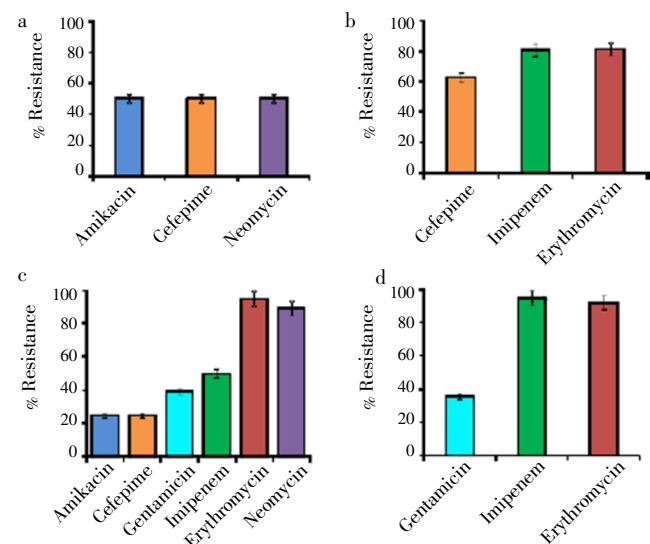 a
% Resistance
100
80
60
40
20
0
Amikacin
Cefepime
Neomycin
b
% Resistance
100
80
60
40
20
0
Cefepime
Imipenem
Erythromycin
c
% Resistance
100
80
60
40
20
0
Amikacin
Cefepime
Gentamicin
Imipenem
Erythromycin
Neomycin
d
% Resistance
100
80
60
40
20
0
Gentamicin
Imipenem
Erythromycin